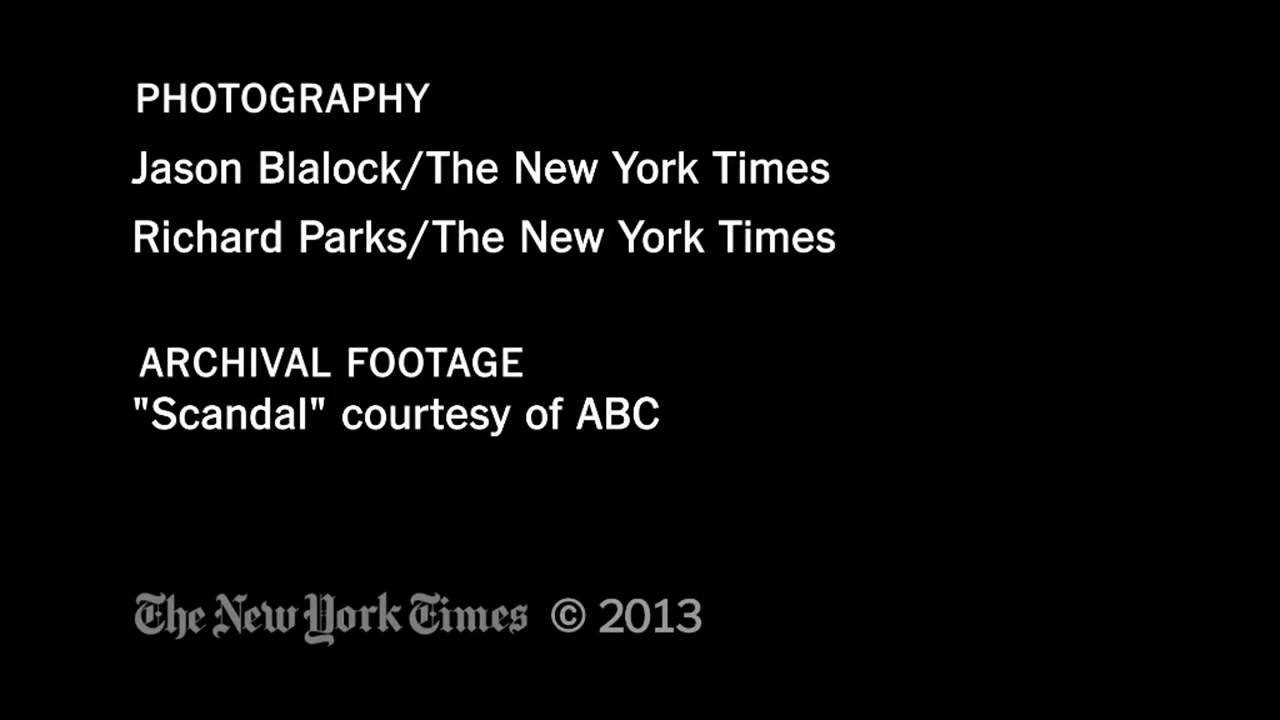 PHOTOGRAPHY
Jason Blalock/The New York Times
Richard Parks/The New York Times
ARCHIVAL FOOTAGE
"Scandal" courtesy of ABC
The New York Times © 2013